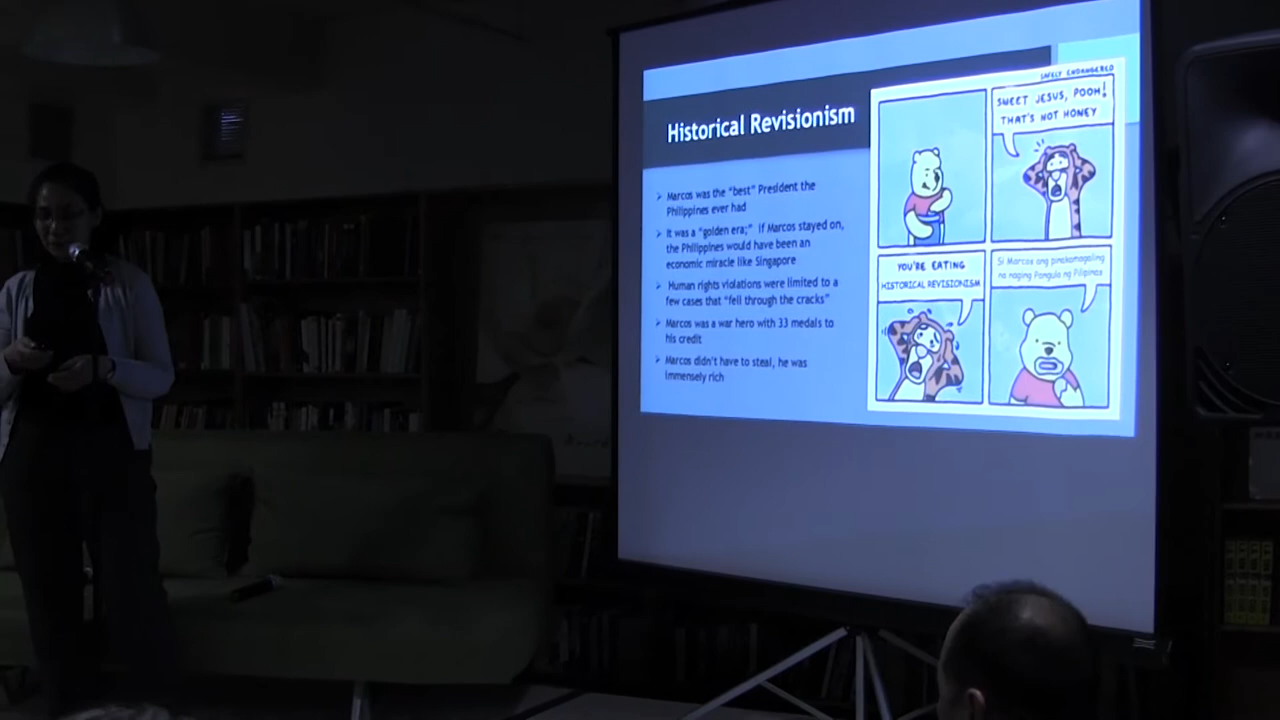 Historical Revisionism
➢ Marcos was the "best" President the
Philippines ever had
➢ It was a "golden era;" if Marcos stayed on,
the Philippines would have been an
economic miracle like Singapore
➢ Human rights violations were limited to a
few cases that "fell through the cracks"
➢ Marcos was a war hero with 33 medals to
his credit
➢ Marcos didn't have to steal, he was
immensely rich
SAFELY ENDANGERED
SWEET JESUS, POOH!
THAT'S NOT HONEY
YOU'RE EATING
HISTORICAL REVISIONISM
Si Marcos ang pinakamagaling
na naging Pangulo ng Pilipinas